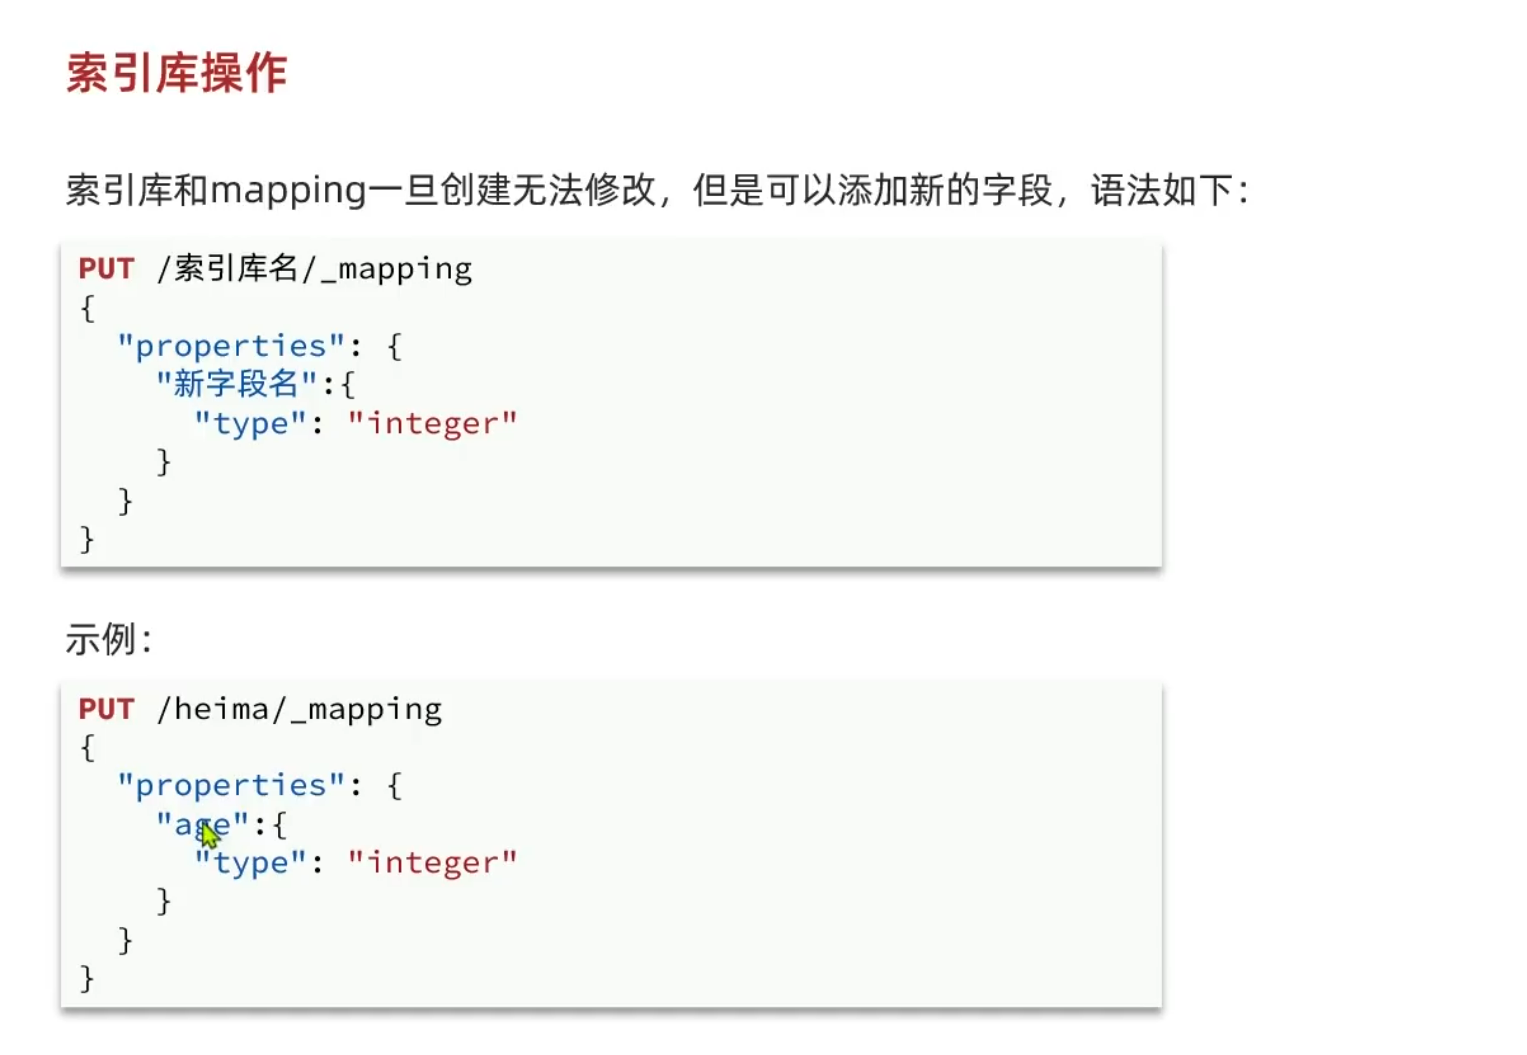 索引库操作
索引库和mapping一旦创建无法修改，但是可以添加新的字段，语法如下：
PUT /索引库名/_mapping
{
  "properties": {
    "新字段名":{
      "type": "integer"
    }
  }
}
示例：
PUT /heima/_mapping
{
  "properties": {
    "age":{
      "type": "integer"
    }
  }
}